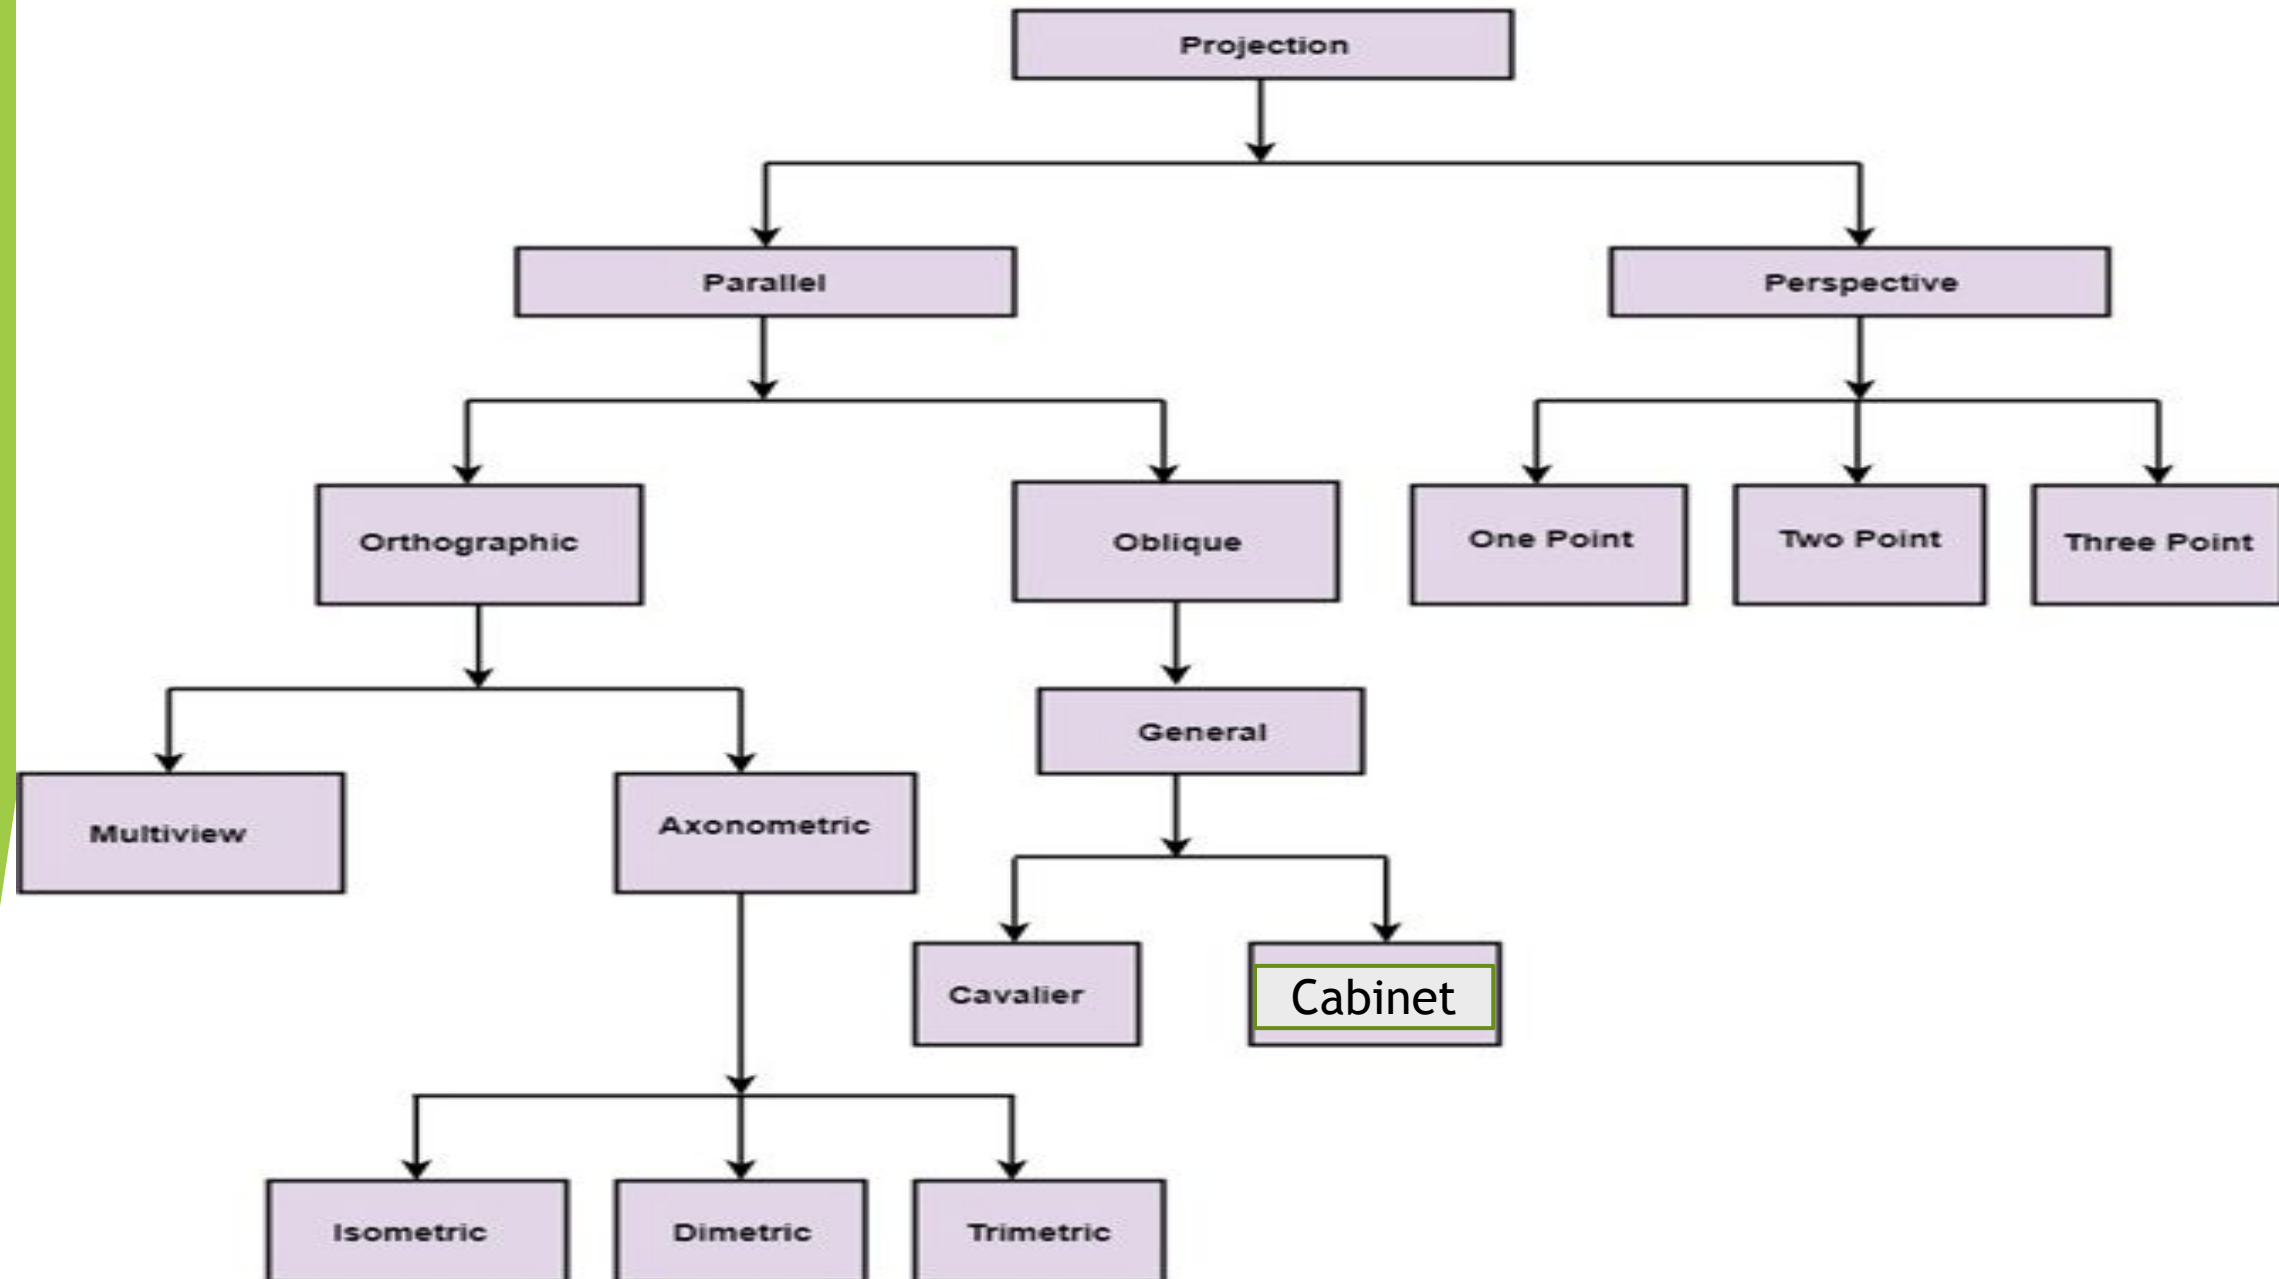 Projection
Parallel
Perspective
Orthographic
Oblique
One Point
Two Point
Three Point
General
Multiview
Axonometric
Cavalier
Cabinet
Isometric
Dimetric
Trimetric